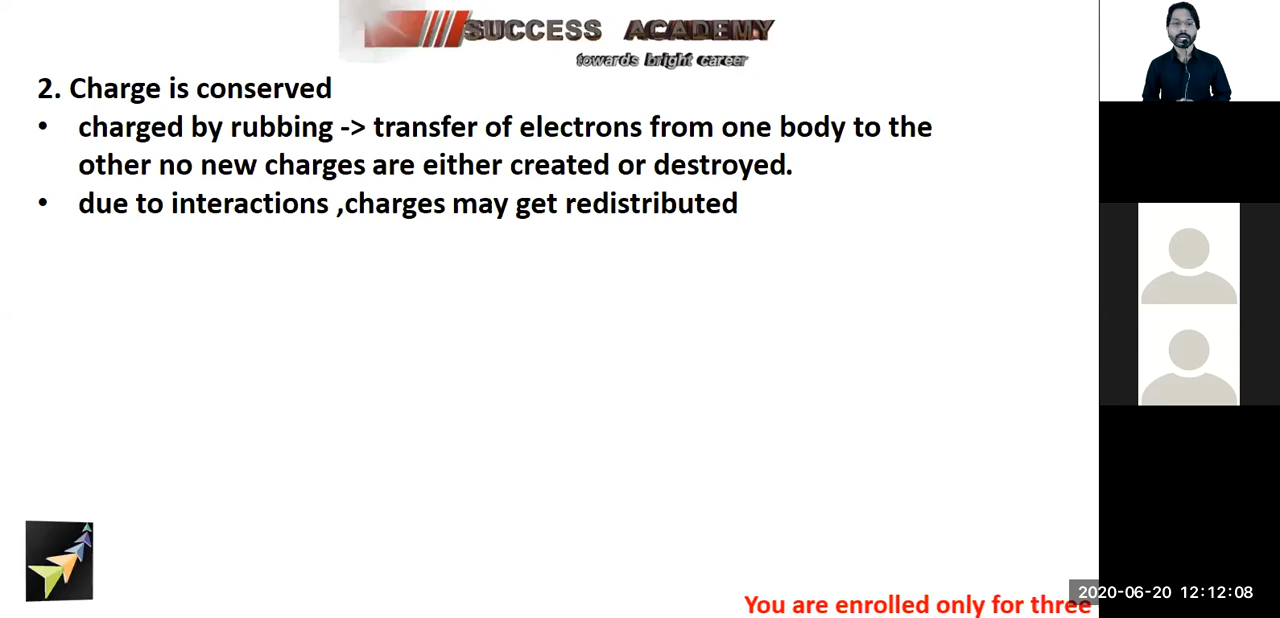 SUCCESS ACADEMY
towards bright career
2. Charge is conserved
• charged by rubbing -> transfer of electrons from one body to the
other no new charges are either created or destroyed.
• due to interactions ,charges may get redistributed
You are enrolled only for three
2020-06-20 12:12:08